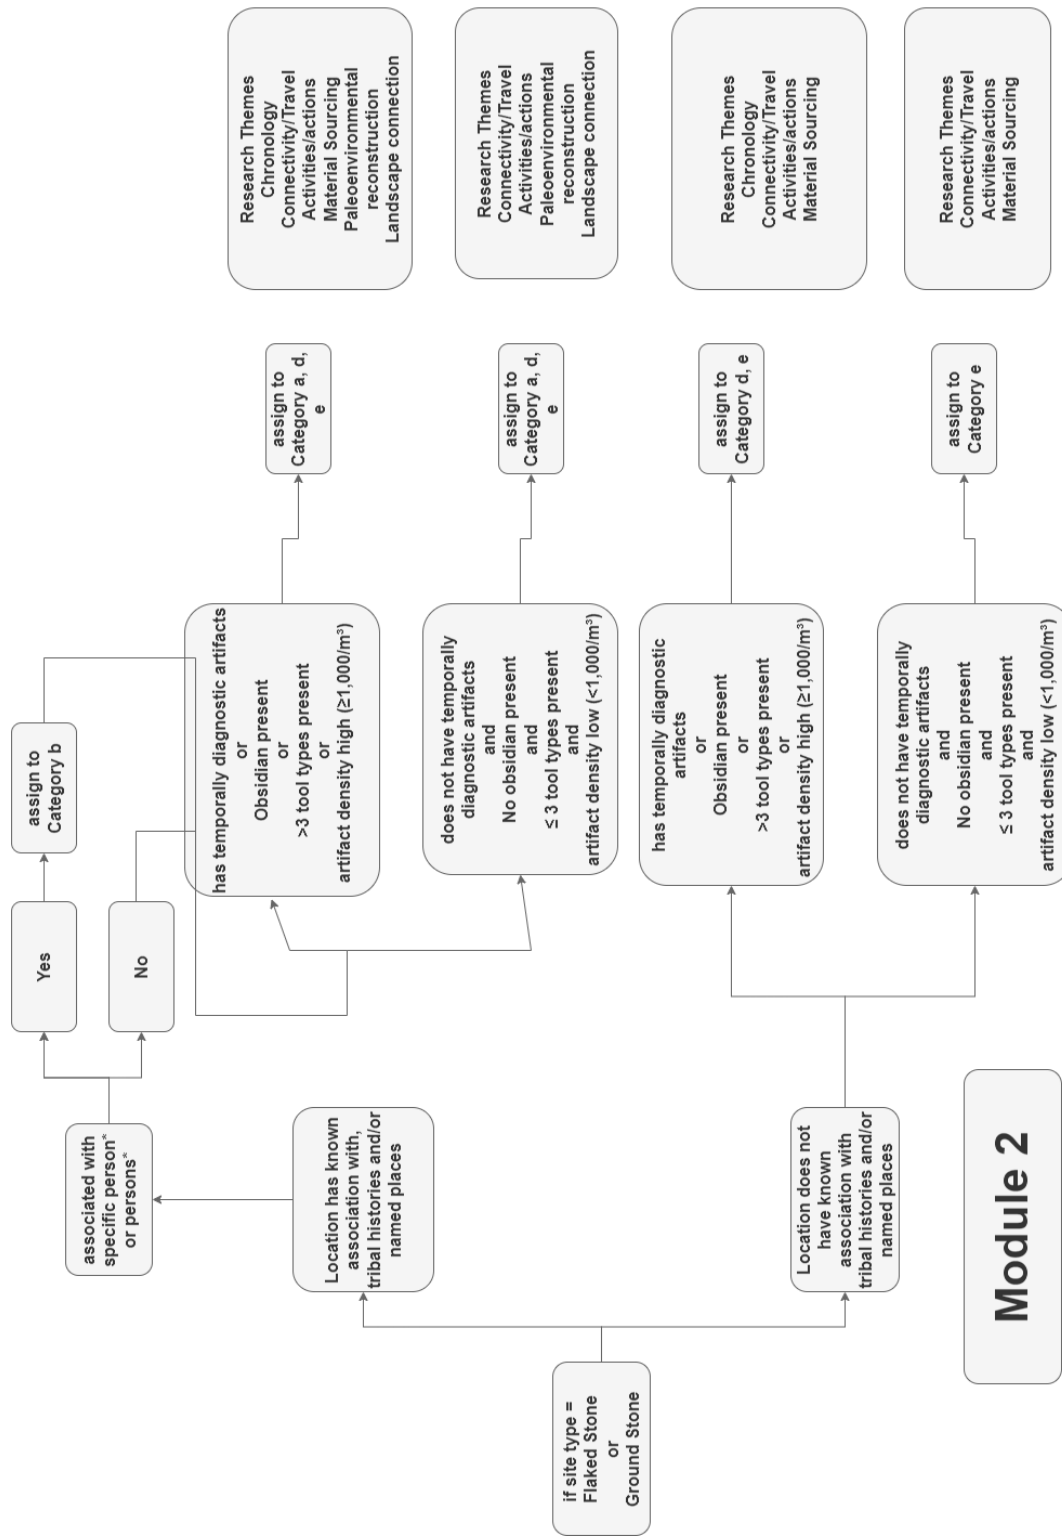 if site type =
Flaked Stone
or
Ground Stone
Location has known
association with,
tribal histories and/or
named places
associated with
specific person*
or persons*
Yes
No
assign to
Category b
has temporally diagnostic artifacts
or
Obsidian present
or
>3 tool types present
or
artifact density high (≥1,000/m³)
assign to
Category a, d,
e
Research Themes
Chronology
Connectivity/Travel
Activities/actions
Material Sourcing
Paleoenvironmental
reconstruction
Landscape connection
does not have temporally
diagnostic artifacts
and
No obsidian present
and
≤ 3 tool types present
and
artifact density low (<1,000/m³)
assign to
Category a, d,
e
Research Themes
Connectivity/Travel
Activities/actions
Paleoenvironmental
reconstruction
Landscape connection
Location does not
have known
association with
tribal histories and/or
named places
has temporally diagnostic
artifacts
or
Obsidian present
or
>3 tool types present
or
artifact density high (≥1,000/m³)
assign to
Category d, e
Research Themes
Chronology
Connectivity/Travel
Activities/actions
Material Sourcing
does not have temporally
diagnostic artifacts
and
No obsidian present
and
≤ 3 tool types present
and
artifact density low (<1,000/m³)
assign to
Category e
Research Themes
Connectivity/Travel
Activities/actions
Material Sourcing
Module 2